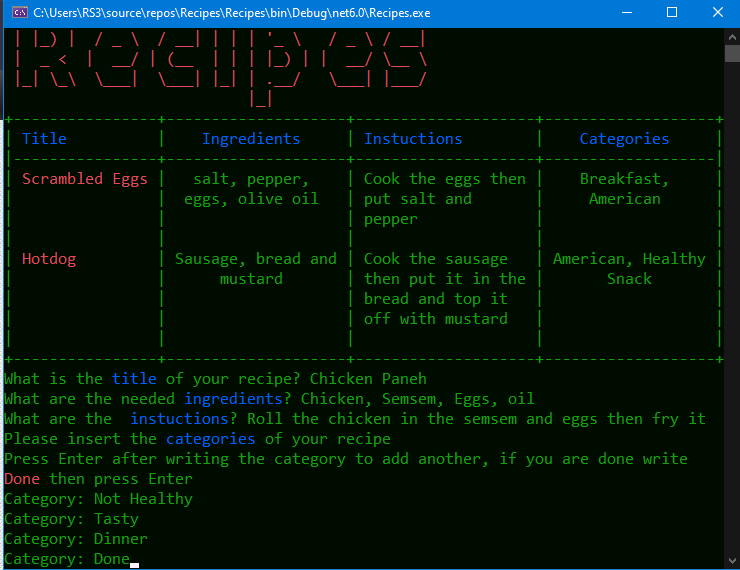 C:\Users\RS3\source\repos\Recipes\Recipes\bin\Debug\net6.0\Recipes.exe
Recipes
Title Ingredients Instuctions Categories
Scrambled Eggs salt, pepper, Cook the eggs then Breakfast,
eggs, olive oil put salt and American
pepper
Hotdog Sausage, bread and Cook the sausage American, Healthy
mustard then put it in the Snack
bread and top it
off with mustard
What is the title of your recipe? Chicken Paneh
What are the needed ingredients? Chicken, Semsem, Eggs, oil
What are the  instuctions? Roll the chicken in the semsem and eggs then fry it
Please insert the categories of your recipe
Press Enter after writing the category to add another, if you are done write
Done then press Enter
Category: Not Healthy
Category: Tasty
Category: Dinner
Category: Done